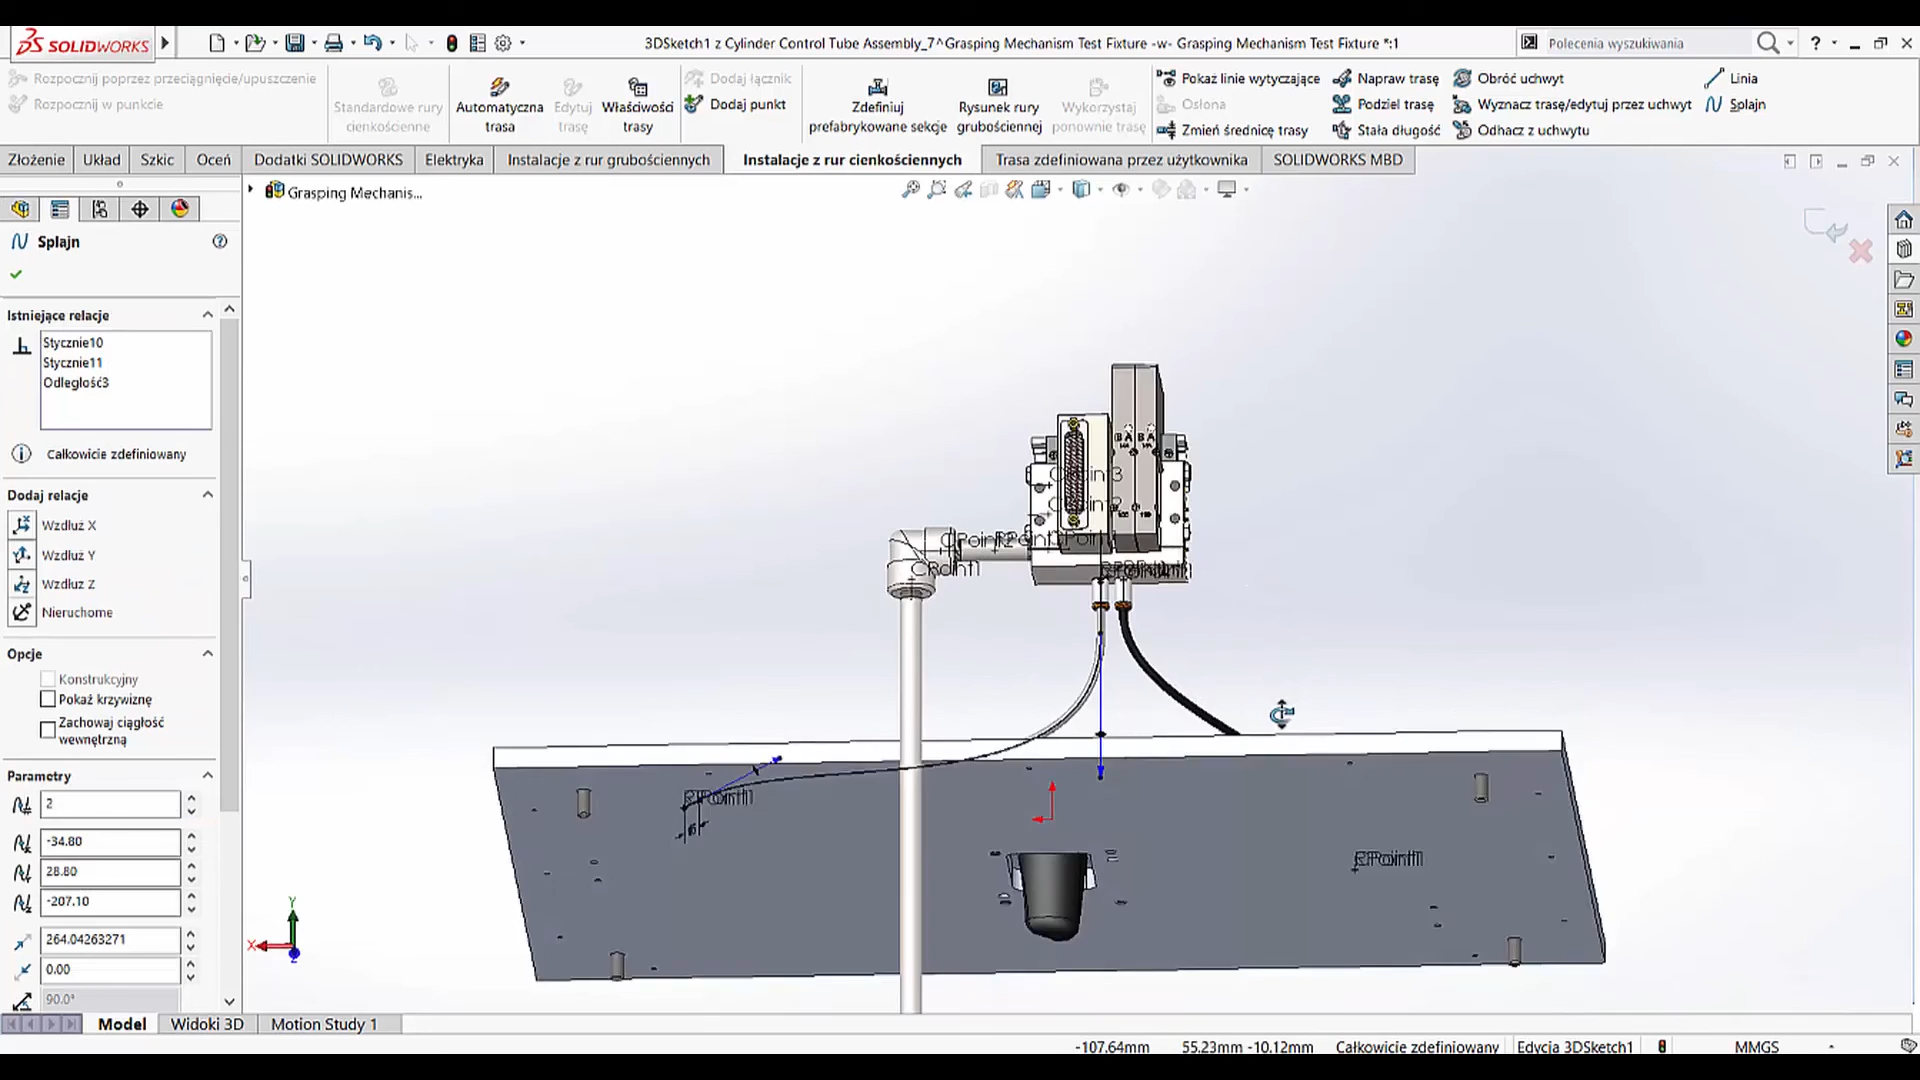 SOLIDWORKS
3DSketch1 z Cylinder Control Tube Assembly_7^Grasping Mechanism Test Fixture -w- Grasping Mechanism Test Fixture *:1
Polecenia wyszukiwania
?
Rozpocznij poprzez przeciągnięcie/upuszczenie
Rozpocznij w punkcie
Standardowe rury
cienkościenne
Automatyczna
trasa
Edytuj
trasę
Właściwości
trasy
Dodaj łącznik
Dodaj punkt
Zdefiniuj
prefabrykowane sekcje
Rysunek rury
grubościennej
Wykorzystaj
ponownie trasę
Pokaż linie wytyczające
Osłona
Zmień średnicę trasy
Napraw trasę
Podziel trasę
Stała długość
Obróć uchwyt
Wyznacz trasę/edytuj przez uchwyt
Odhacz z uchwytu
Linia
Splajn
Złożenie
Układ
Szkic
Oceń
Dodatki SOLIDWORKS
Elektryka
Instalacje z rur grubościennych
Instalacje z rur cienkościennych
Trasa zdefiniowana przez użytkownika
SOLIDWORKS MBD
Grasping Mechanis...
Splajn
Istniejące relacje
Stycznie10
Stycznie11
Odległość3
Całkowicie zdefiniowany
Dodaj relacje
Wzdłuż X
Wzdłuż Y
Wzdłuż Z
Nieruchome
Opcje
Konstrukcyjny
Pokaż krzywiznę
Zachowaj ciągłość
wewnętrzną
Parametry
2
-34.80
28.80
-207.10
264.04263271
0.00
90.0°
CPoint1
Y
X
Z
Model
Widoki 3D
Motion Study 1
-107.64mm
55.23mm -10.12mm
Całkowicie zdefiniowany
Edycja 3DSketch1
MMGS